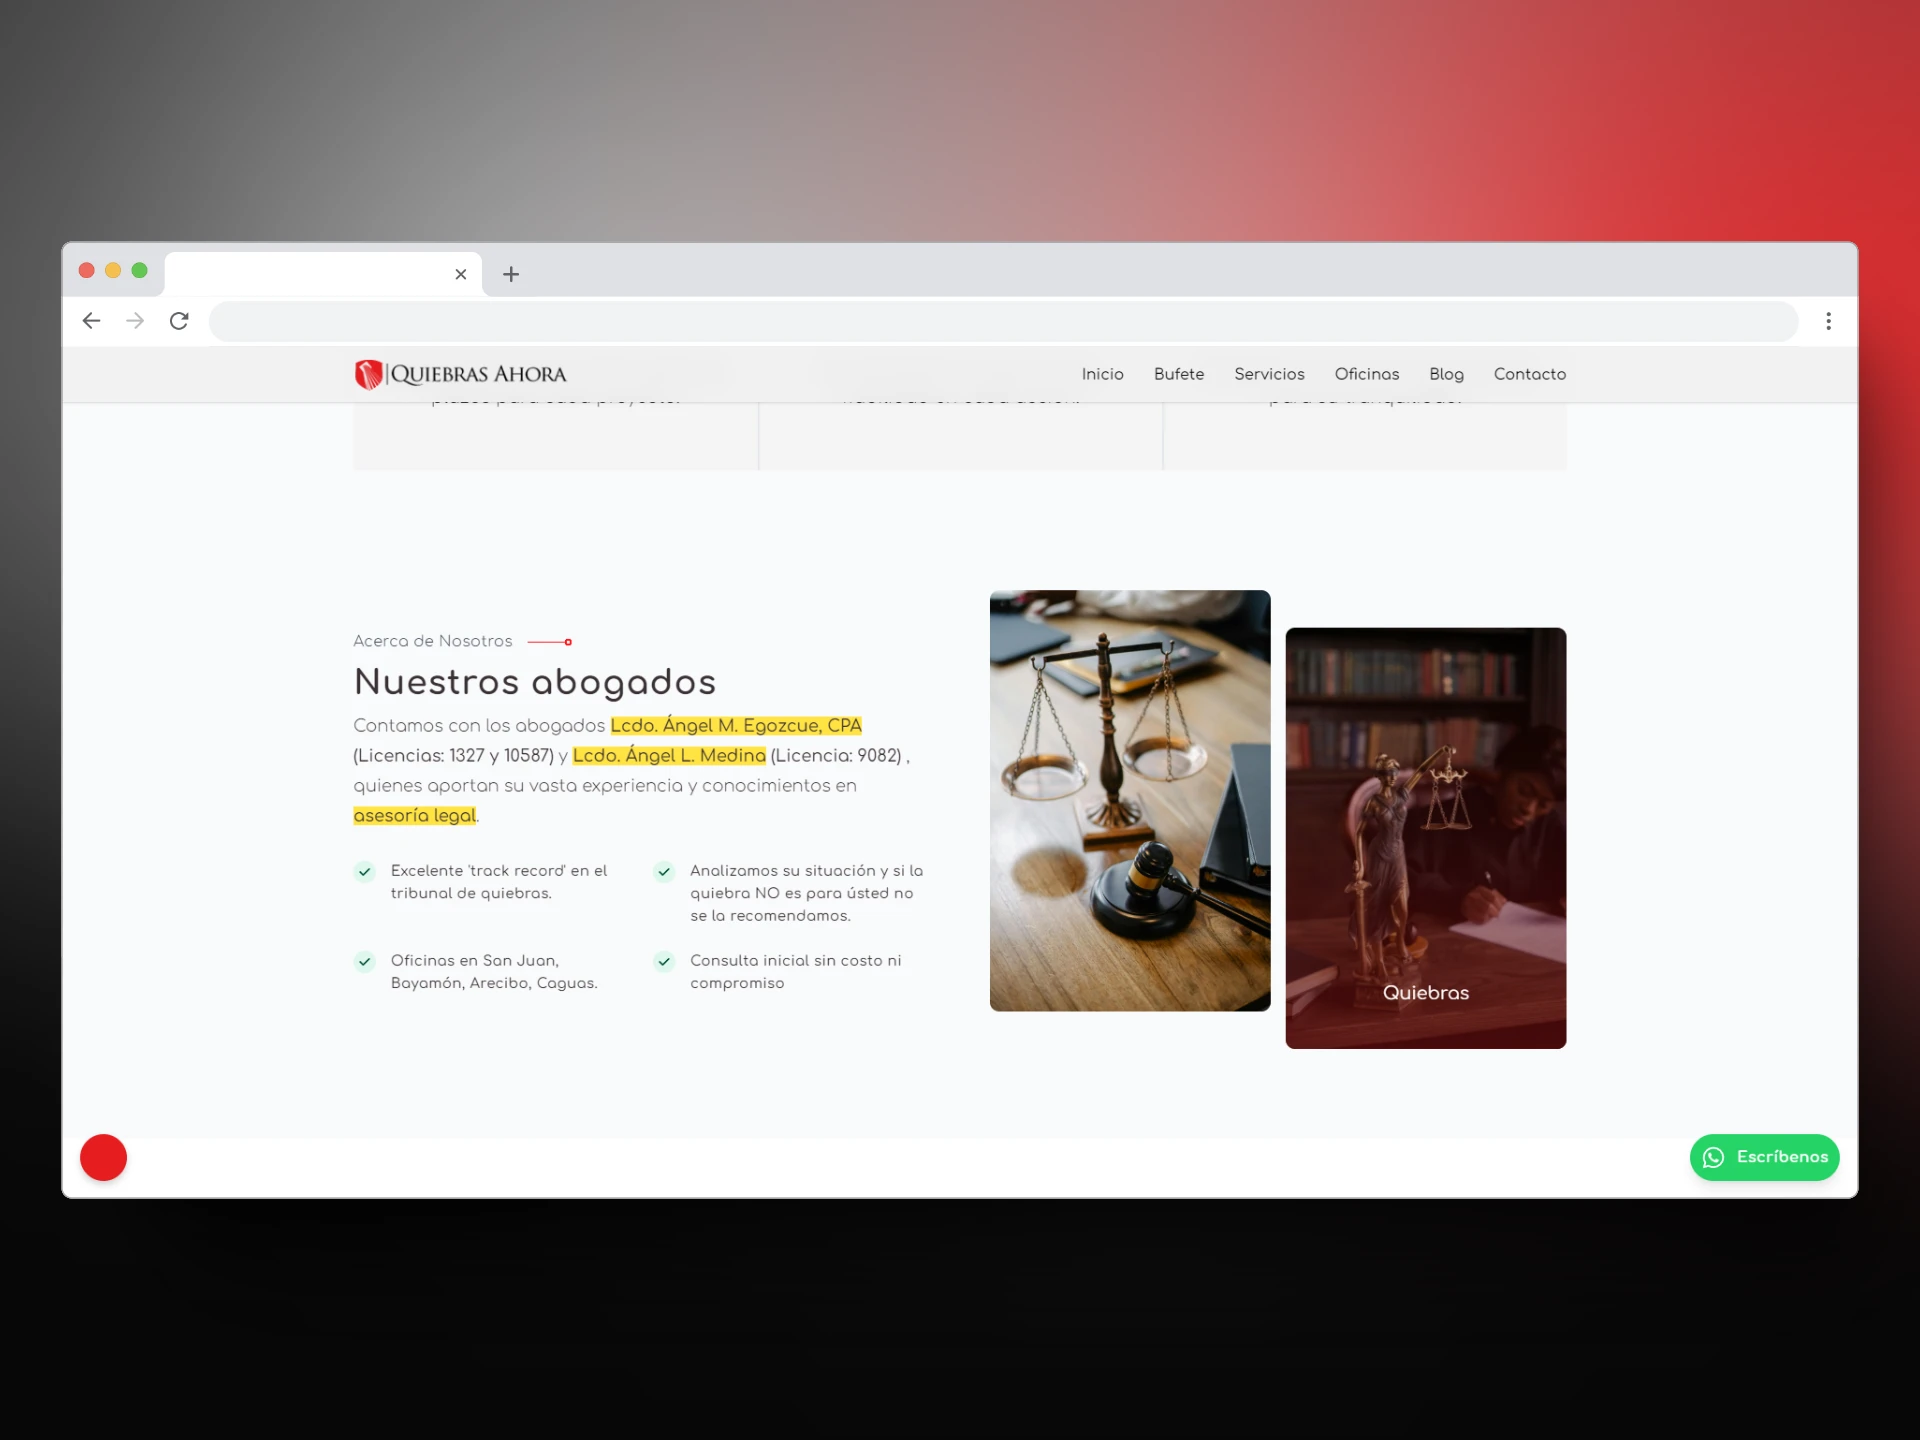 QUIEBRAS AHORA
Inicio Bufete Servicios Oficinas Blog Contacto
Acerca de Nosotros
Nuestros abogados
Contamos con los abogados Lcdo. Ángel M. Egozcue, CPA
(Licencias: 1327 y 10587) y Lcdo. Ángel L. Medina (Licencia: 9082) ,
quienes aportan su vasta experiencia y conocimientos en
asesoría legal.
Excelente 'track record' en el
tribunal de quiebras.
Analizamos su situación y si la
quiebra NO es para ústed no
se la recomendamos.
Oficinas en San Juan,
Bayamón, Arecibo, Caguas.
Consulta inicial sin costo ni
compromiso
Quiebras
Escríbenos